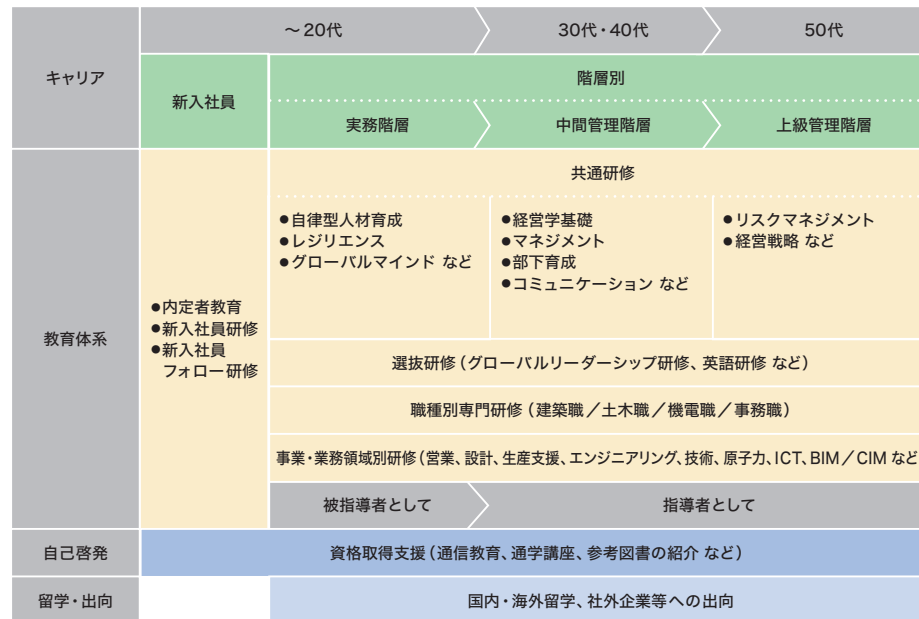 キャリア
～20代
30代・40代
50代
新入社員
階層別
実務階層
中間管理階層
上級管理階層
教育体系
●内定者教育
●新入社員研修
●新入社員
フォロー研修
共通研修
●自律型人材育成
●レジリエンス
●グローバルマインド など
●経営学基礎
●マネジメント
●部下育成
●コミュニケーション など
●リスクマネジメント
●経営戦略 など
選抜研修（グローバルリーダーシップ研修、英語研修 など）
職種別専門研修（建築職／土木職／機電職／事務職）
事業・業務領域別研修（営業、設計、生産支援、エンジニアリング、技術、原子力、ICT、BIM／CIM など
被指導者として
指導者として
自己啓発
資格取得支援（通信教育、通学講座、参考図書の紹介 など）
留学・出向
国内・海外留学、社外企業等への出向